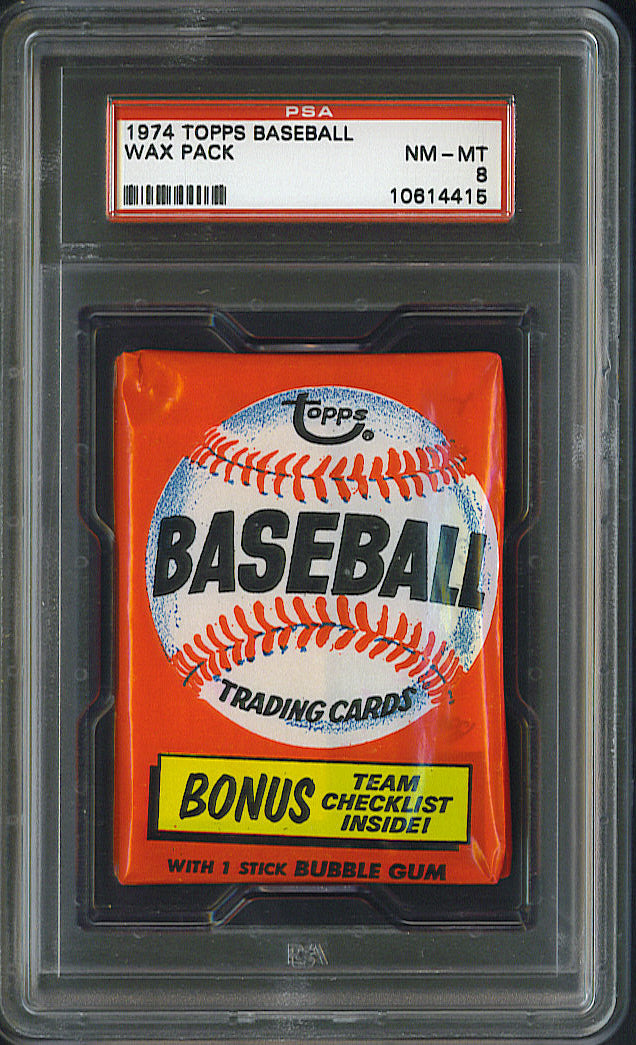 PSA
1974 TOPPS BASEBALL
WAX PACK
NM-MT
8
10614415
Topps®
BASEBALL
TRADING CARDS
BONUS
TEAM
CHECKLIST
INSIDE!
WITH 1 STICK BUBBLE GUM
PSA